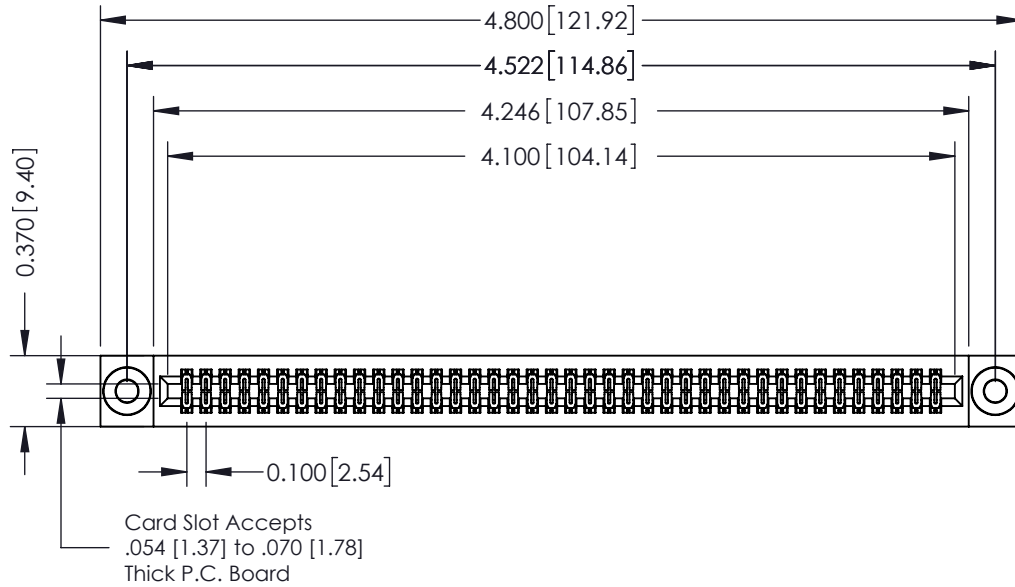 4.800[121.92]
4.522[114.86]
4.246[107.85]
4.100[104.14]
0.370[9.40]
0.100[2.54]
Card Slot Accepts
.054 [1.37] to .070 [1.78]
Thick P.C. Board